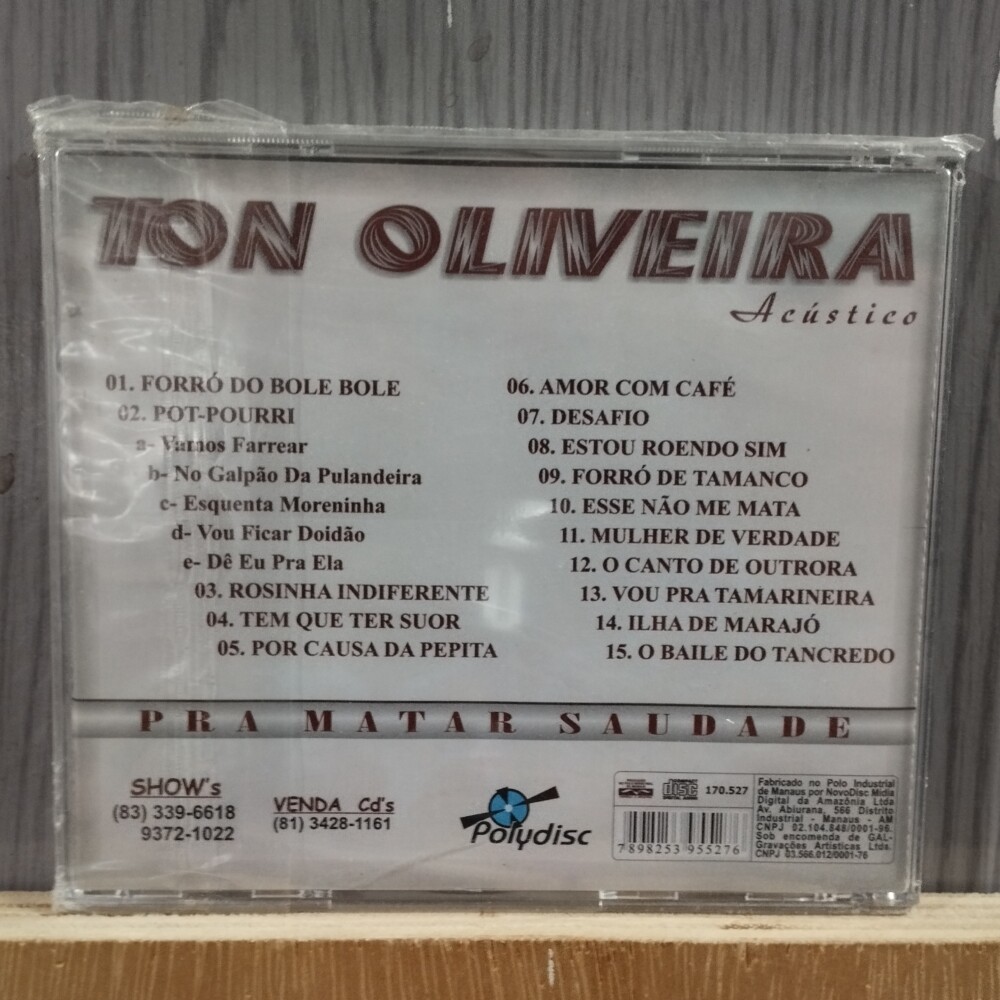 TON OLIVEIRA
Acústico
01. FORRÓ DO BOLE BOLE
02. POT-POURRI
a- Vamos Farrear
b- No Galpão Da Pulandeira
c- Esquenta Moreninha
d- Vou Ficar Doidão
e- Dê Eu Pra Ela
03. ROSINHA INDIFERENTE
04. TEM QUE TER SUOR
05. POR CAUSA DA PEPITA
06. AMOR COM CAFÉ
07. DESAFIO
08. ESTOU ROENDO SIM
09. FORRÓ DE TAMANCO
10. ESSE NÃO ME MATA
11. MULHER DE VERDADE
12. O CANTO DE OUTRORA
13. VOU PRA TAMARINEIRA
14. ILHA DE MARAJÓ
15. O BAILE DO TANCREDO
PRA MATAR SAUDADE
SHOW's
(83) 339-6618
9372-1022
VENDA Cd's
(81) 3428-1161
Polydisc
disc 170.527
7898253 955276
Fabricado no Polo Industrial
de Manaus por NovoDisc Mídia
Digital da Amazônia Ltda
Av. Abiurana, 566 Distrito
Industrial - Manaus - AM
CNPJ 02.104.848/0001-96.
Sob encomenda de GAL-
Gravações Artísticas Ltda.
CNPJ 03.566.012/0001-76